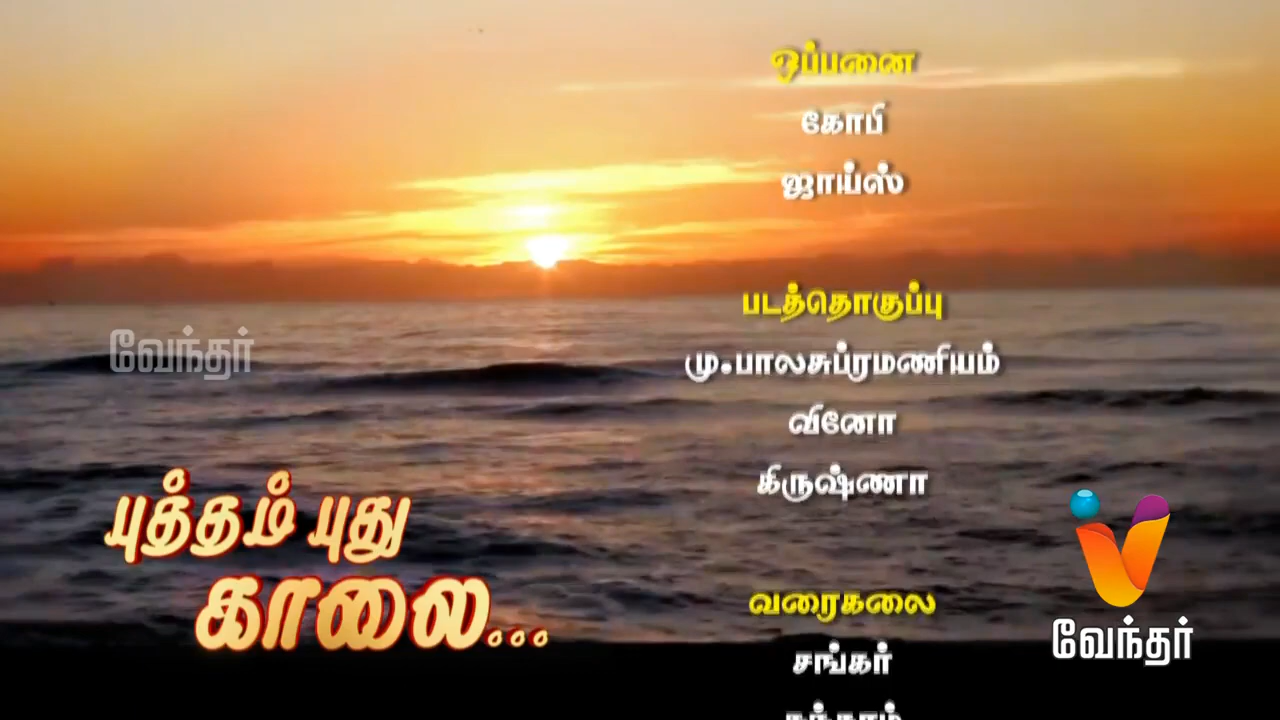 ஒப்பனை
கோபி
ஜாய்ஸ்
படத்தொகுப்பு
மு.பாலசுப்ரமணியம்
வினோ
கிருஷ்ணா
வரைகலை
சங்கர்
வேந்தர்
புத்தம் புது
காலை...
வேந்தர்